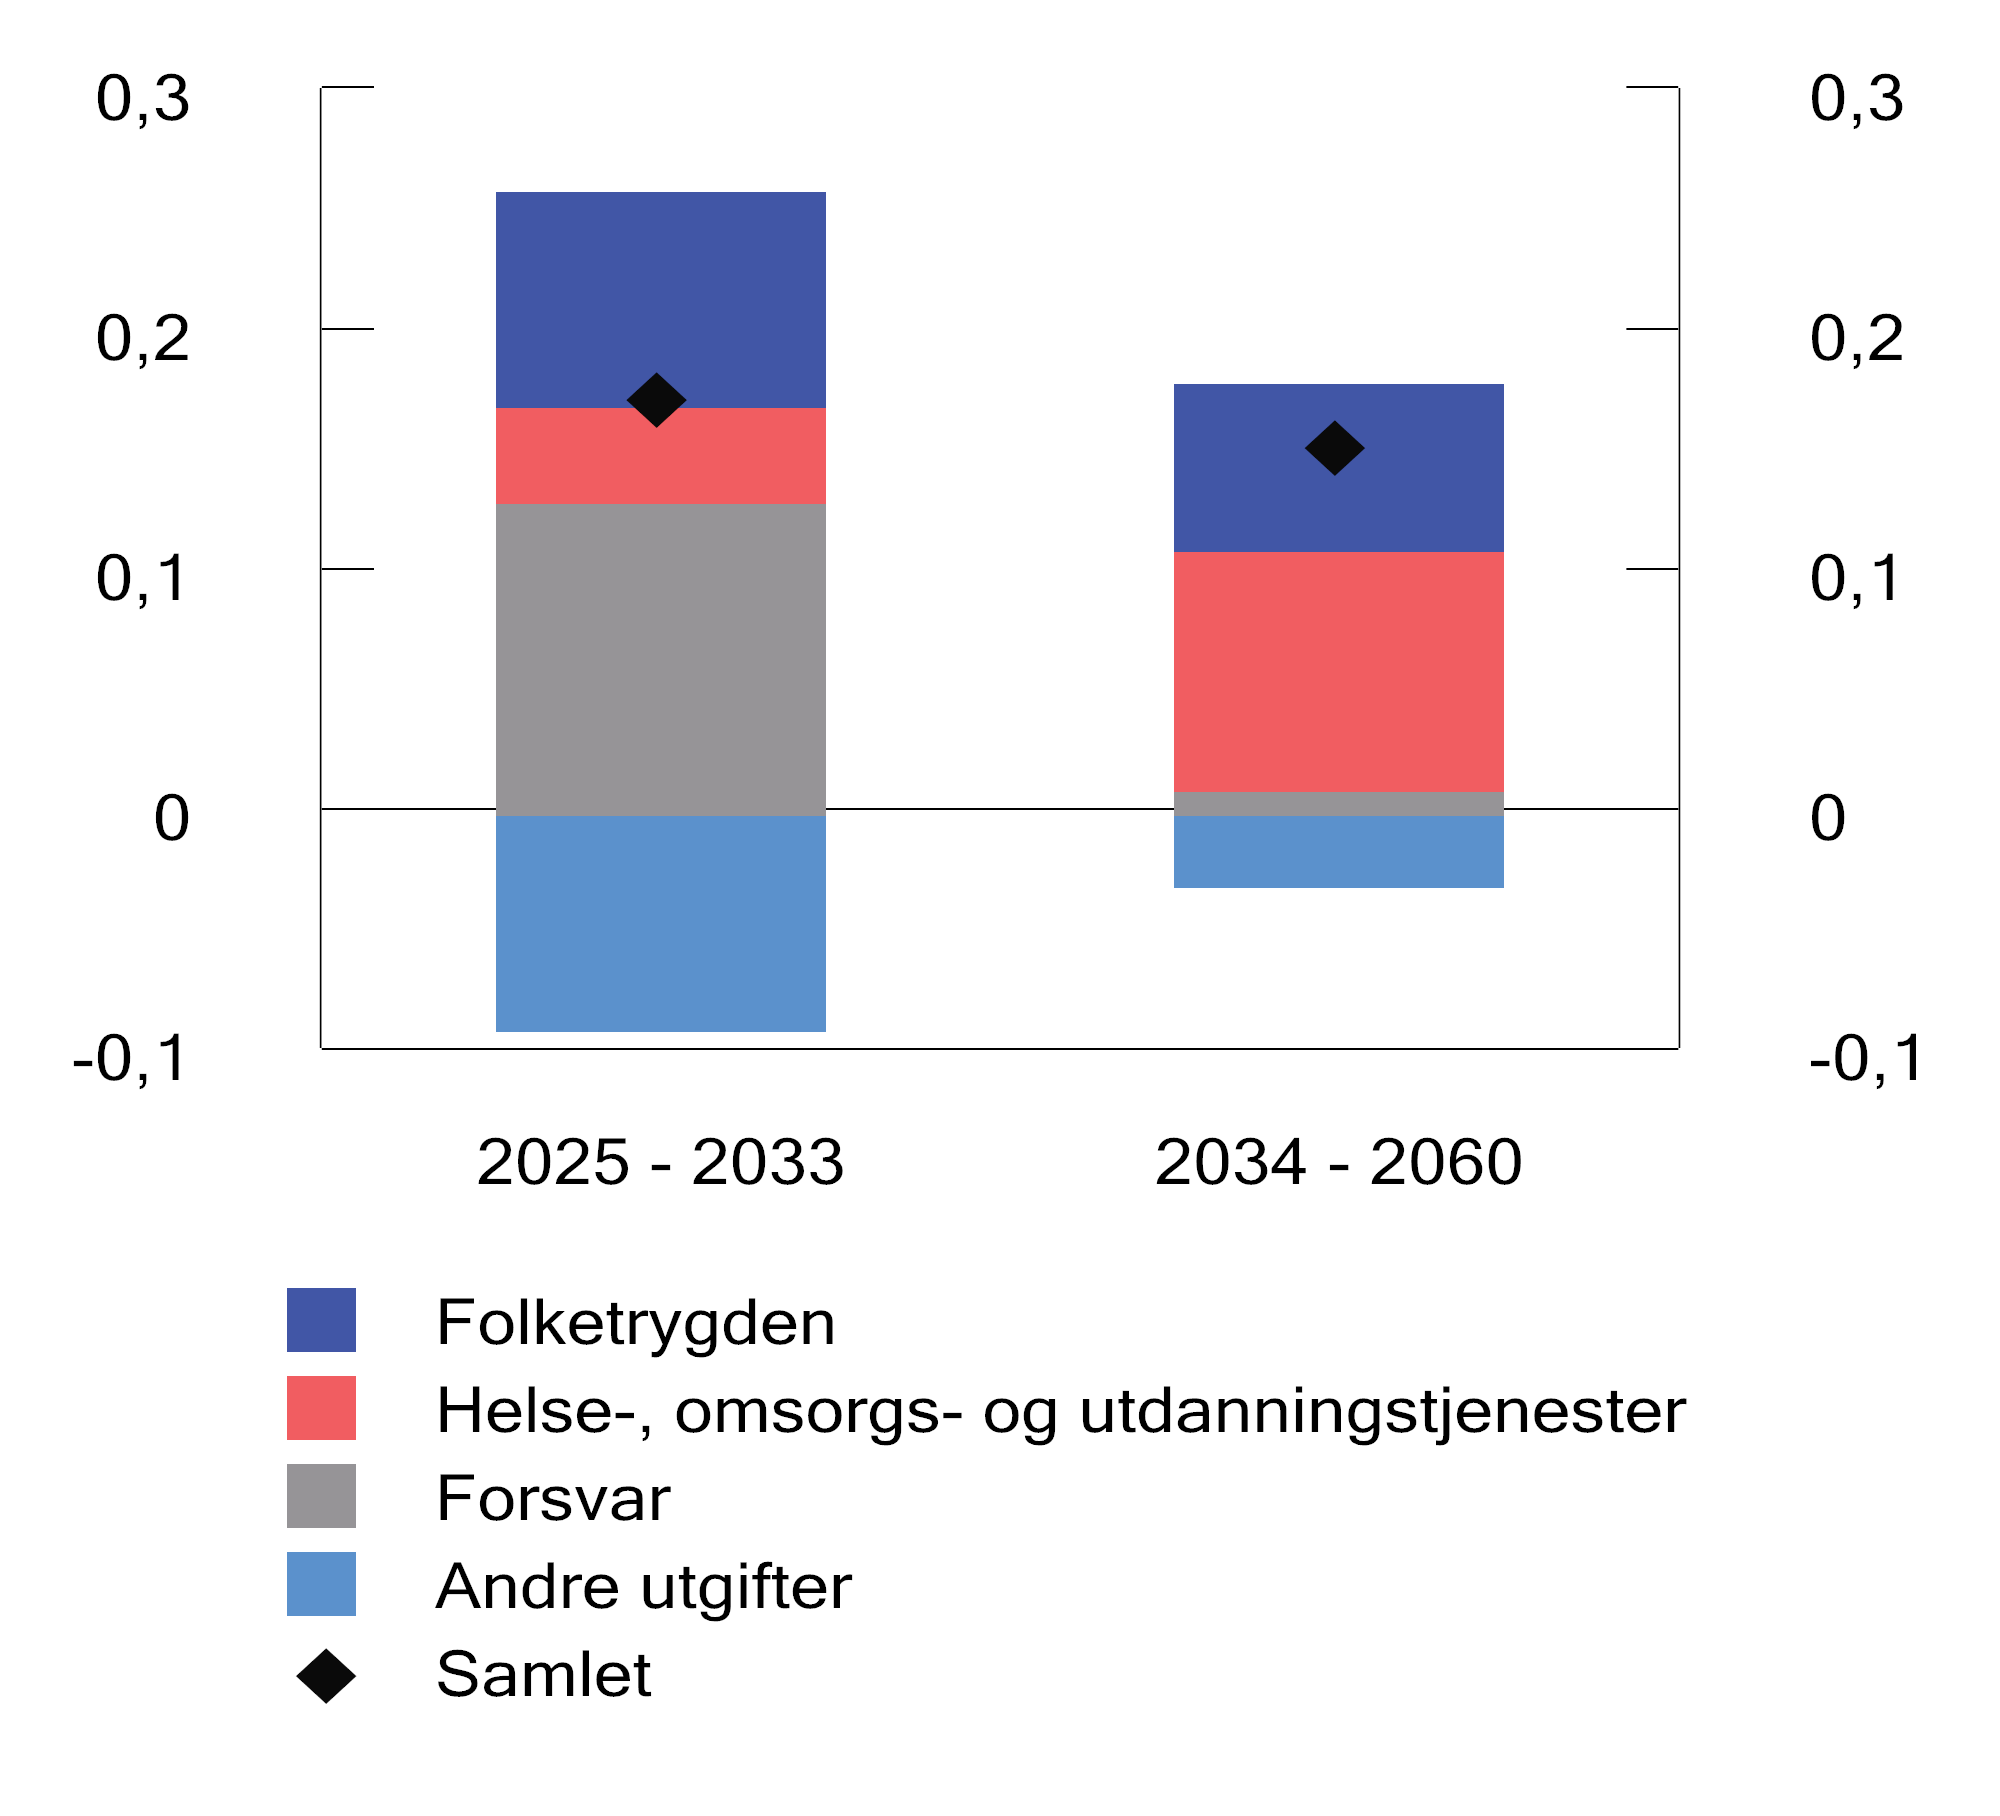 0,3
0,3
0,2
0,2
0,1
0,1
0
0
-0,1
-0,1
2025 - 2033
2034 - 2060
Folketrygden
Helse-, omsorgs- og utdanningstjenester
Forsvar
Andre utgifter
Samlet